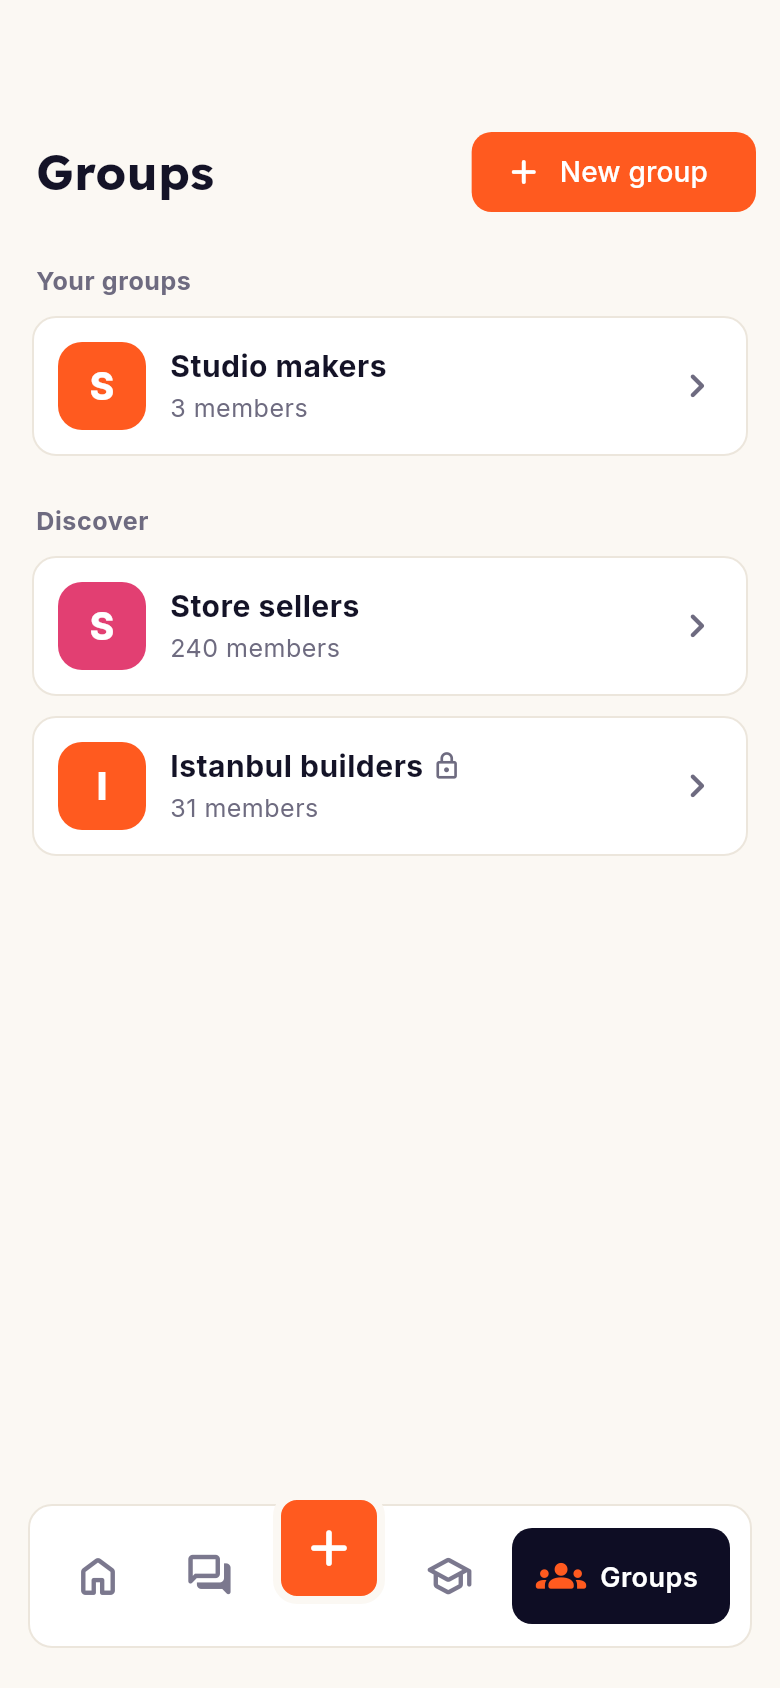 Groups
New group
Your groups
S
Studio makers
3 members
Discover
S
Store sellers
240 members
I
Istanbul builders
31 members
Groups